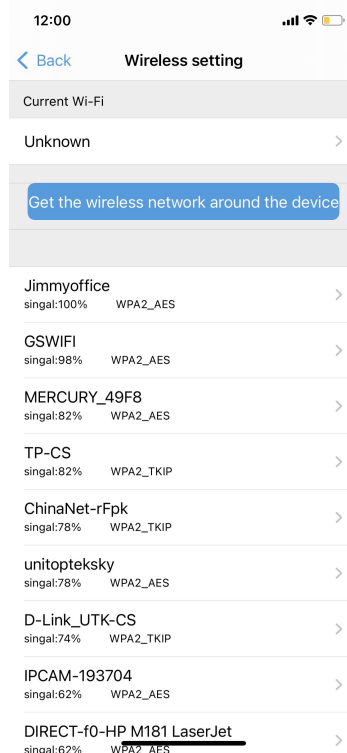 12:00
Back Wireless setting
Current Wi-Fi
Unknown
Get the wireless network around the device
Jimmyoffice
singal:100% WPA2_AES
GSWIFI
singal:98% WPA2_AES
MERCURY_49F8
singal:82% WPA2_AES
TP-CS
singal:82% WPA2_TKIP
ChinaNet-rFpk
singal:78% WPA2_TKIP
unitopteksky
singal:78% WPA2_AES
D-Link_UTK-CS
singal:74% WPA2_TKIP
IPCAM-193704
singal:62% WPA2_AES
DIRECT-f0-HP M181 LaserJet
singal:62% WPA2_AES